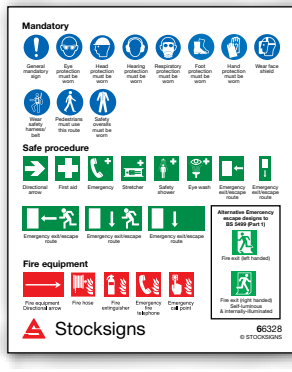 Mandatory
General mandatory sign
Eye protection must be worn
Head protection must be worn
Hearing protection must be worn
Respiratory protection must be worn
Foot protection must be worn
Hand protection must be worn
Wear face shield
Wear safety harness/ belt
Pedestrians must use this route
Safety overalls must be worn
Safe procedure
Directional arrow
First aid
Emergency
Stretcher
Safety shower
Eye wash
Emergency exit/escape route
Emergency exit/escape route
Emergency exit/escape route
Emergency exit/escape route
Emergency exit/escape route
Alternative Emercency escape designs to BS 5499 (Part 1)
Fire exit (left handed)
Fire exit (right handed)
Self-luminous & internally-illuminated
Fire equipment
Fire equipment Directional arrow
Fire hose
Fire extinguisher
Emergency fire telephone
Emergency call point
Stocksigns
66328
© STOCKSIGNS